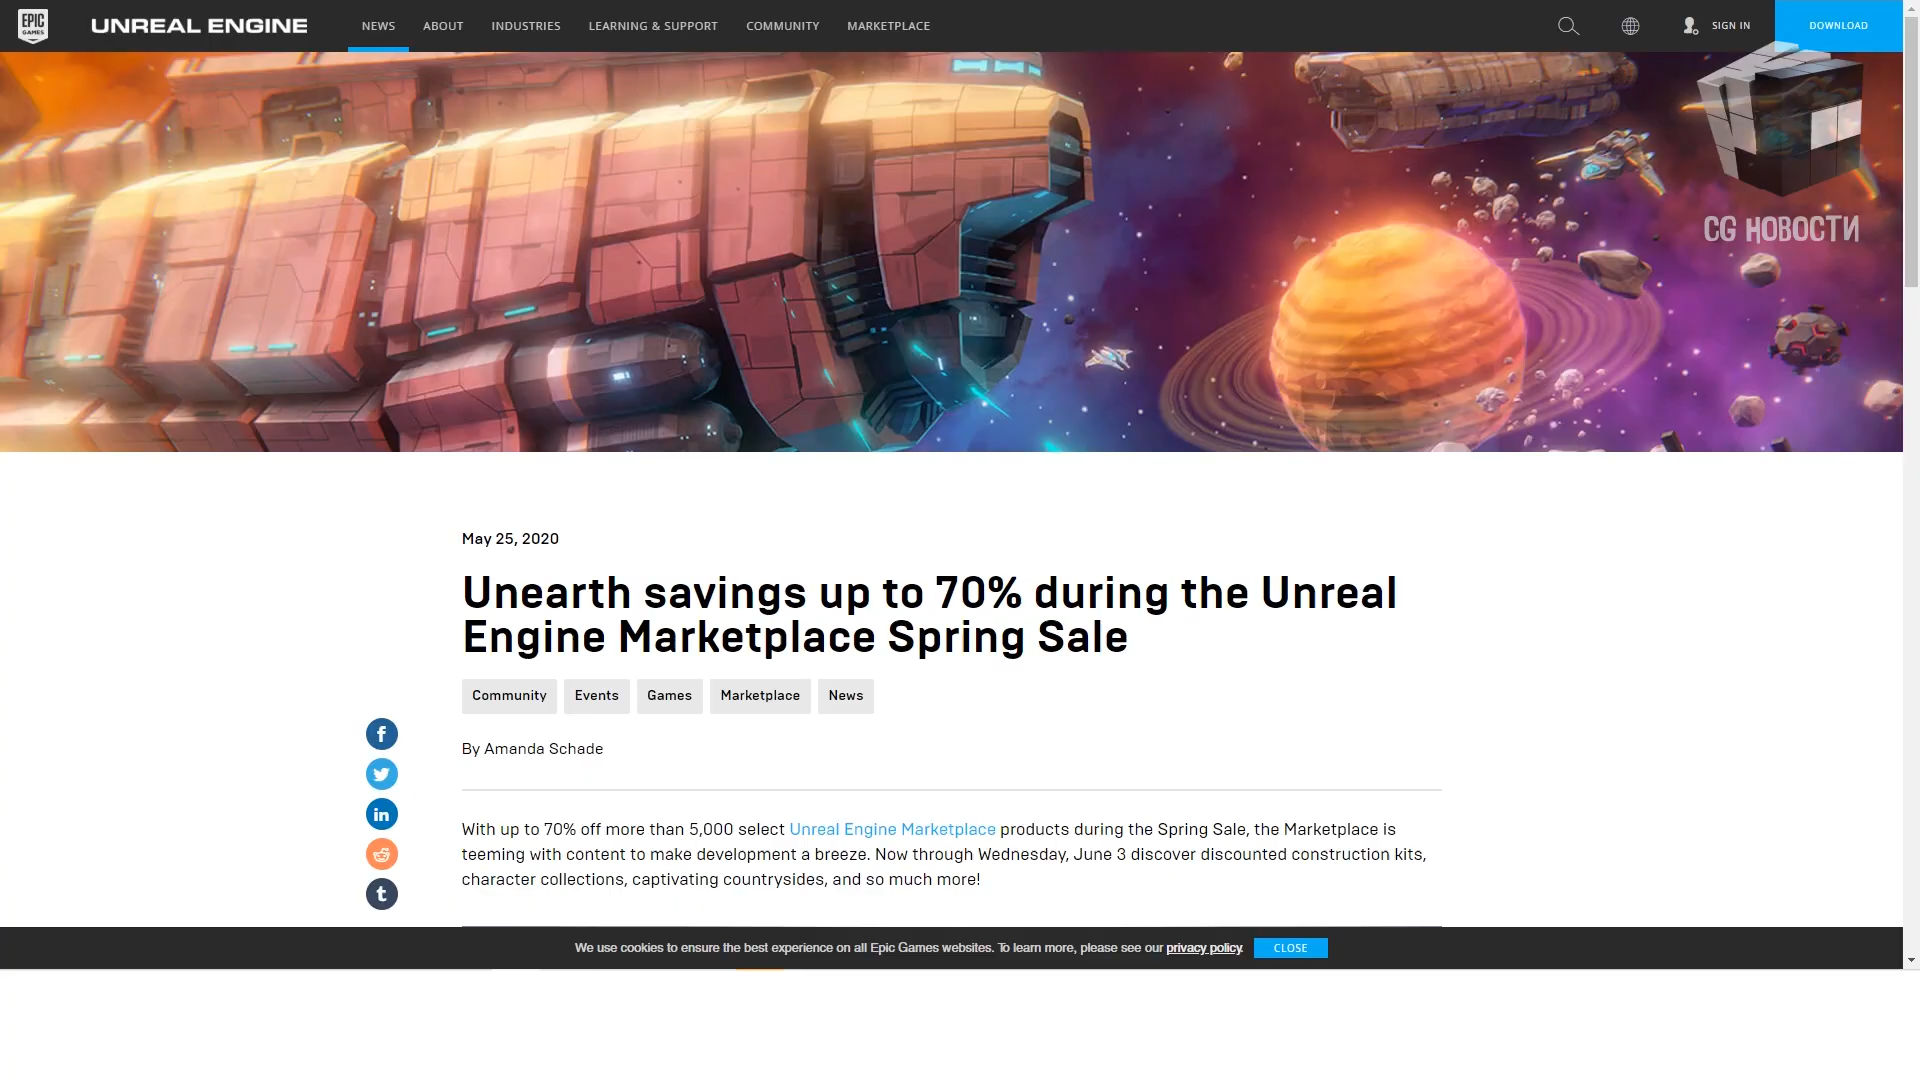 EPIC GAMES
UNREAL ENGINE
NEWS ABOUT INDUSTRIES LEARNING & SUPPORT COMMUNITY MARKETPLACE
SIGN IN
DOWNLOAD
CG НОВОСТИ
May 25, 2020
Unearth savings up to 70% during the Unreal
Engine Marketplace Spring Sale
Community Events Games Marketplace News
By Amanda Schade
With up to 70% off more than 5,000 select Unreal Engine Marketplace products during the Spring Sale, the Marketplace is
teeming with content to make development a breeze. Now through Wednesday, June 3 discover discounted construction kits,
character collections, captivating countrysides, and so much more!
We use cookies to ensure the best experience on all Epic Games websites. To learn more, please see our privacy policy.
CLOSE